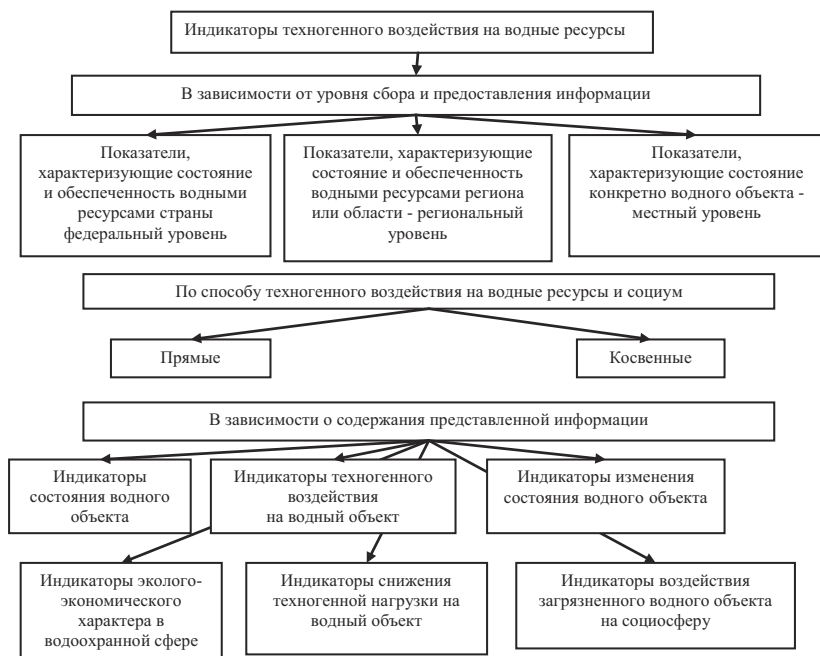 Индикаторы техногенного воздействия на водные ресурсы
В зависимости от уровня сбора и предоставления информации
Показатели,
характеризующие состояние
и обеспеченность водными
ресурсами страны
федеральный уровень
Показатели, характеризующие
состояние и обеспеченность
водными ресурсами региона
или области - региональный
уровень
Показатели,
характеризующие состояние
конкретно водного объекта -
местный уровень
По способу техногенного воздействия на водные ресурсы и социум
Прямые
Косвенные
В зависимости о содержания представленной информации
Индикаторы
состояния водного
объекта
Индикаторы техногенного
воздействия
на водный объект
Индикаторы изменения
состояния водного объекта
Индикаторы эколого-
экономического
характера в
водоохранной сфере
Индикаторы снижения
техногенной нагрузки на
водный объект
Индикаторы воздействия
загрязненного водного объекта
на социосферу